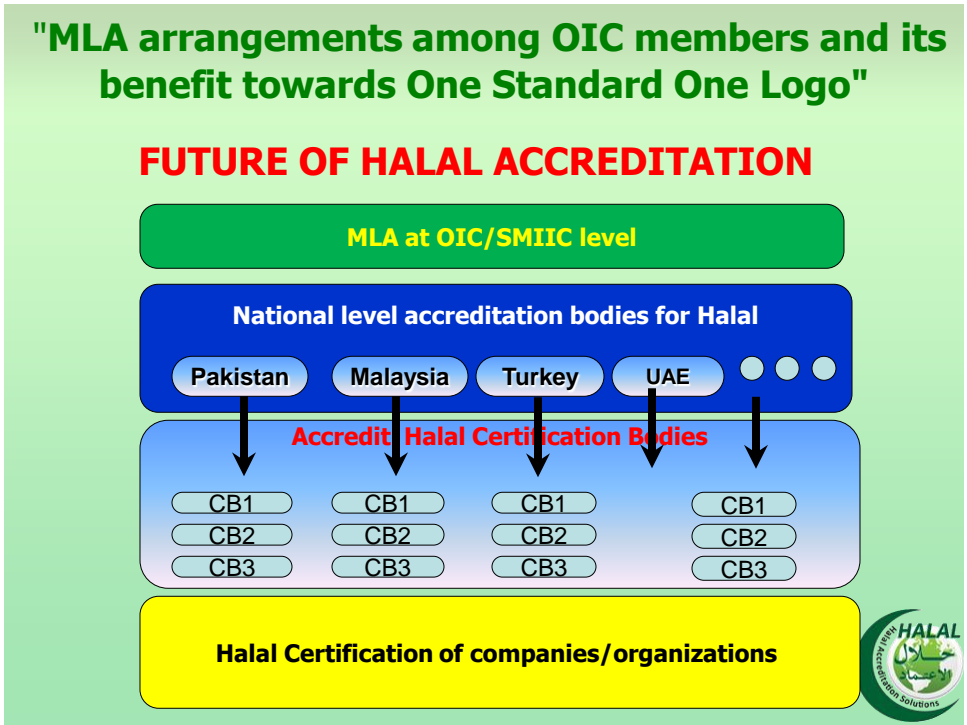 "MLA arrangements among OIC members and its
benefit towards One Standard One Logo"
FUTURE OF HALAL ACCREDITATION
MLA at OIC/SMIIC level
National level accreditation bodies for Halal
Pakistan Malaysia Turkey UAE
Accredit Halal Certification Bodies
CB1 CB1 CB1 CB1
CB2 CB2 CB2 CB2
CB3 CB3 CB3 CB3
Halal Certification of companies/organizations
HALAL
حلال
الاعتماد
Halal Accreditation Solutions